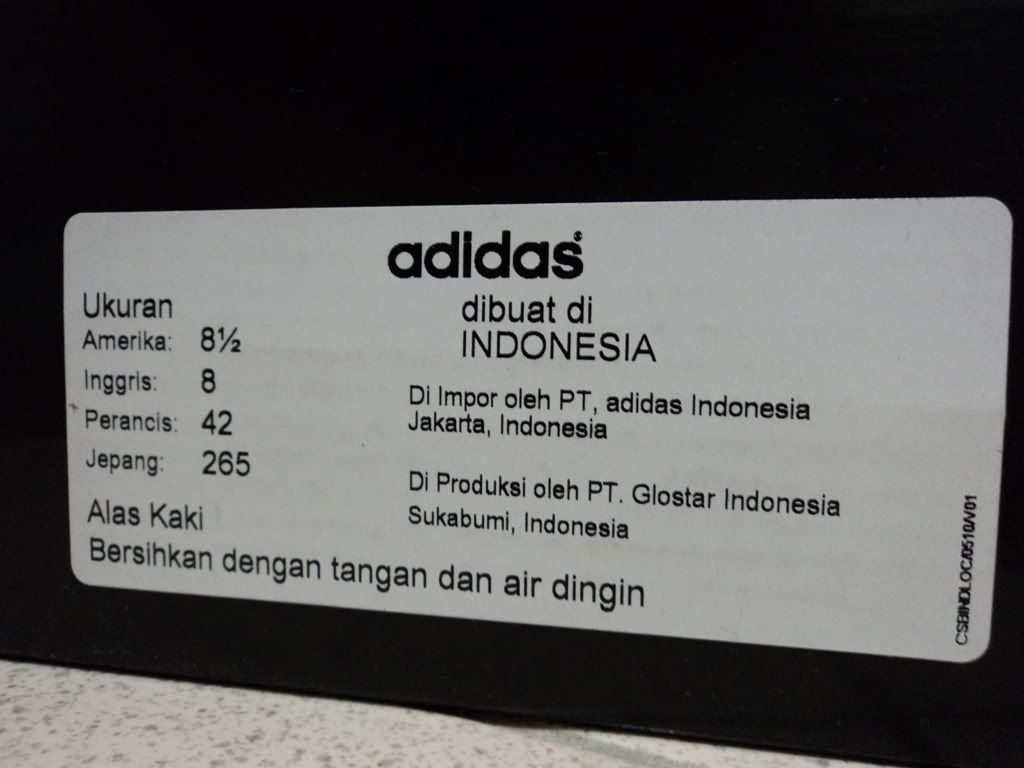 adidas
dibuat di
INDONESIA
Ukuran
Amerika: 8½
Inggris: 8
Perancis: 42
Jepang: 265
Di Impor oleh PT, adidas Indonesia
Jakarta, Indonesia
Di Produksi oleh PT. Glostar Indonesia
Sukabumi, Indonesia
Alas Kaki
Bersihkan dengan tangan dan air dingin
CSBINDLOC/0510/V01